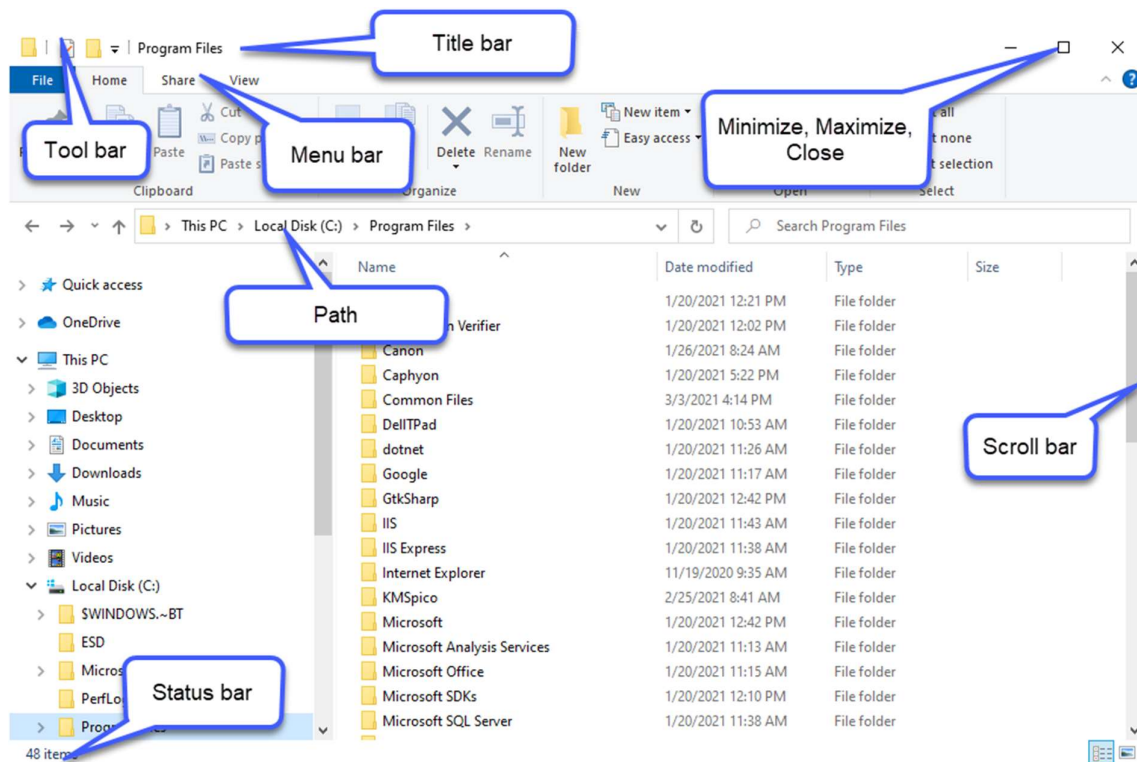 Title bar
Program Files
File Home Share View
Tool bar
Menu bar
Minimize, Maximize,
Close
Cut
Copy
Paste
Paste
Delete Rename
New
folder
New item
Easy access
all
none
selection
Clipboard Organize New Open Select
This PC > Local Disk (C:) > Program Files >
Search Program Files
Path
Name Date modified Type Size
1/20/2021 12:21 PM File folder
Verifier 1/20/2021 12:02 PM File folder
Canon 1/26/2021 8:24 AM File folder
Caphyon 1/20/2021 5:22 PM File folder
Common Files 3/3/2021 4:14 PM File folder
DellTPad 1/20/2021 10:53 AM File folder
dotnet 1/20/2021 11:26 AM File folder
Google 1/20/2021 11:17 AM File folder
GtkSharp 1/20/2021 12:42 PM File folder
IIS 1/20/2021 11:43 AM File folder
IIS Express 1/20/2021 11:38 AM File folder
Internet Explorer 11/19/2020 9:35 AM File folder
KMSpico 2/25/2021 8:41 AM File folder
Microsoft 1/20/2021 12:42 PM File folder
Microsoft Analysis Services 1/20/2021 11:13 AM File folder
Microsoft Office 1/20/2021 11:15 AM File folder
Microsoft SDKs 1/20/2021 12:10 PM File folder
Microsoft SQL Server 1/20/2021 11:38 AM File folder
Scroll bar
Quick access
OneDrive
This PC
3D Objects
Desktop
Documents
Downloads
Music
Pictures
Videos
Local Disk (C:)
$WINDOWS.~BT
ESD
Status bar
48 items